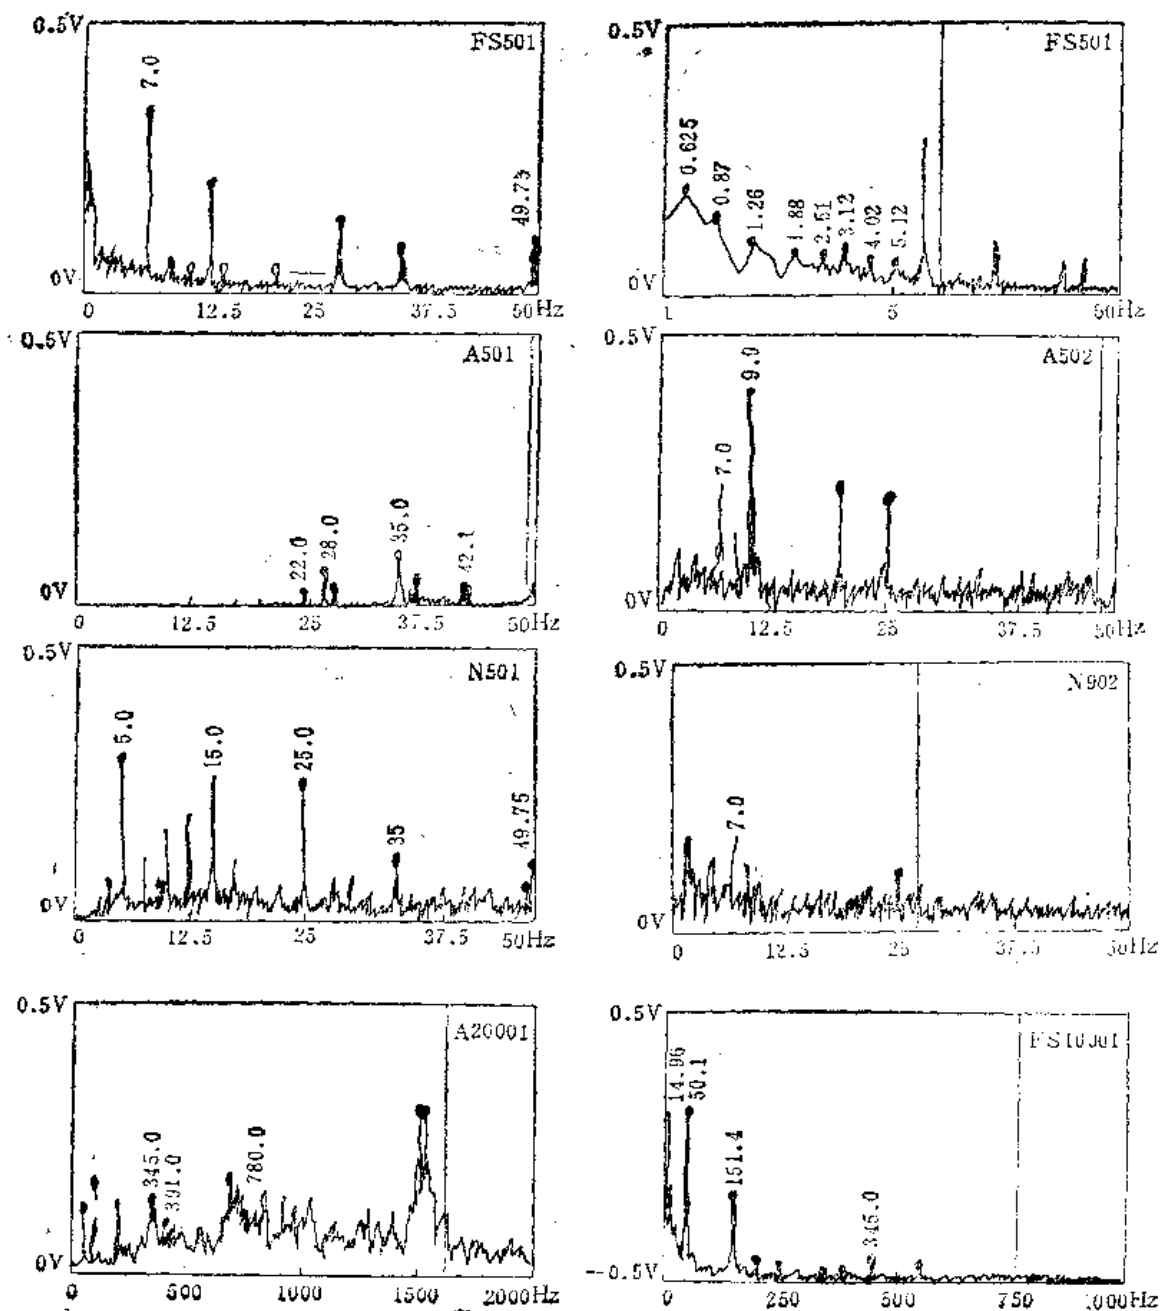 0.5V
FS501
7.0
49.75
0V
0 12.5 25 37.5 50Hz
0.5V
FS501
0.625
0.87
1.26
1.88
2.51
3.12
4.02
5.12
0V
1 5 50Hz
0.5V
A501
22.0
28.0
35.0
42.1
0V
0 12.5 25 37.5 50Hz
0.5V
A502
7.0
9.0
0V
0 12.5 25 37.5 50Hz
0.5V
N501
5.0
15.0
25.0
35
49.75
0V
0 12.5 25 37.5 50Hz
0.5V
N902
7.0
0V
0 12.5 25 37.5 50Hz
0.5V
A20001
345.0
391.0
780.0
0V
0 500 1000 1500 2000Hz
0.5V
FS10001
14.96
50.1
151.4
345.0
-0.5V
0 250 500 750 1000Hz